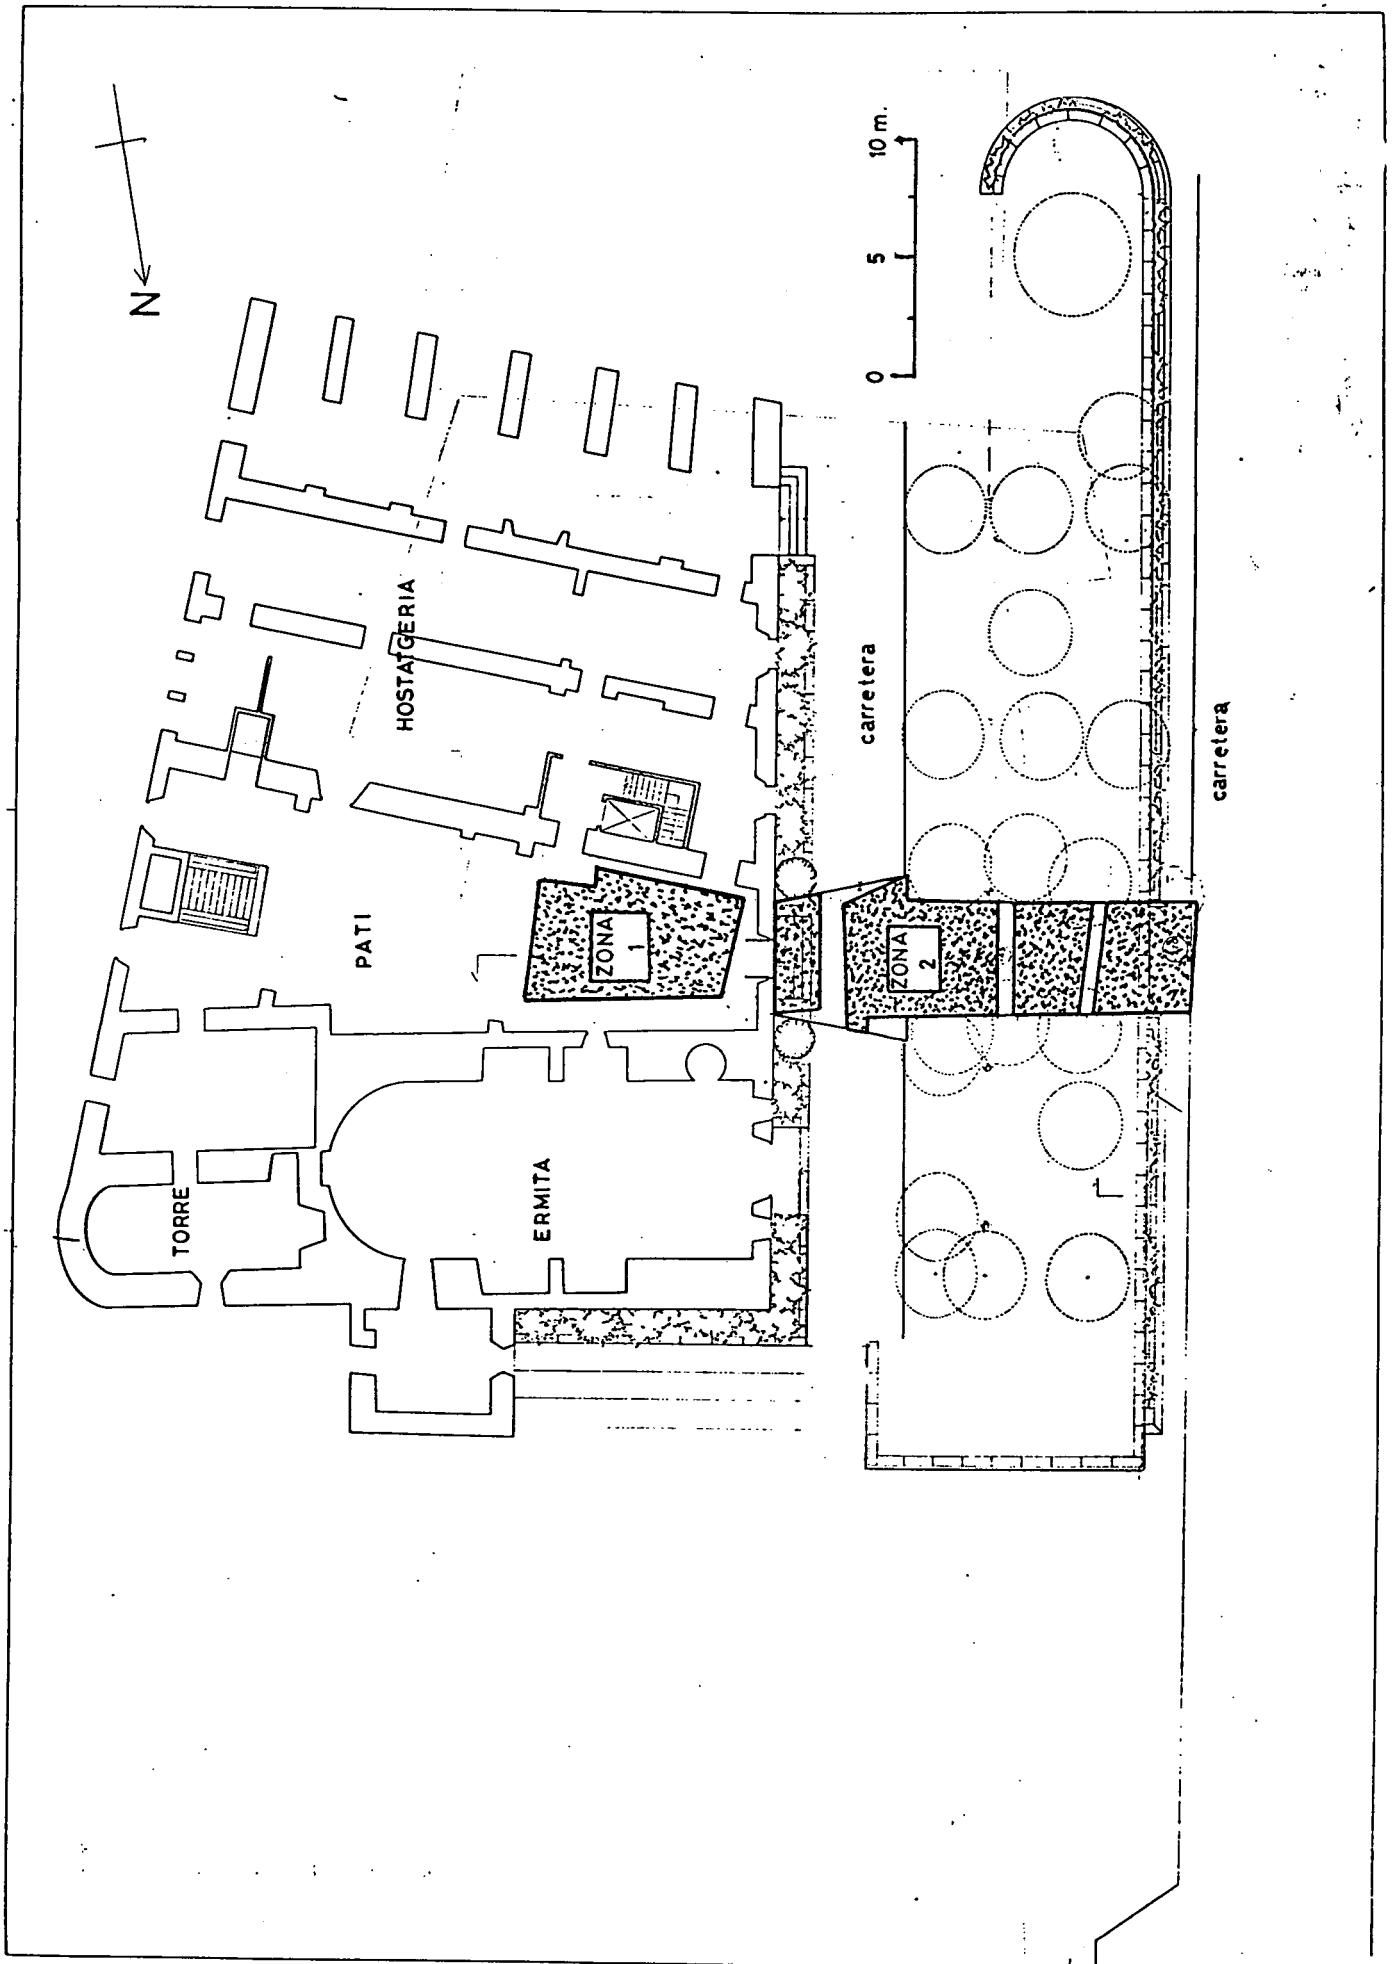 N
0 5 10 m.
HOSTATGERIA
carretera
carretera
PATI
ZONA
1
ZONA
2
TORRE
ERMITA